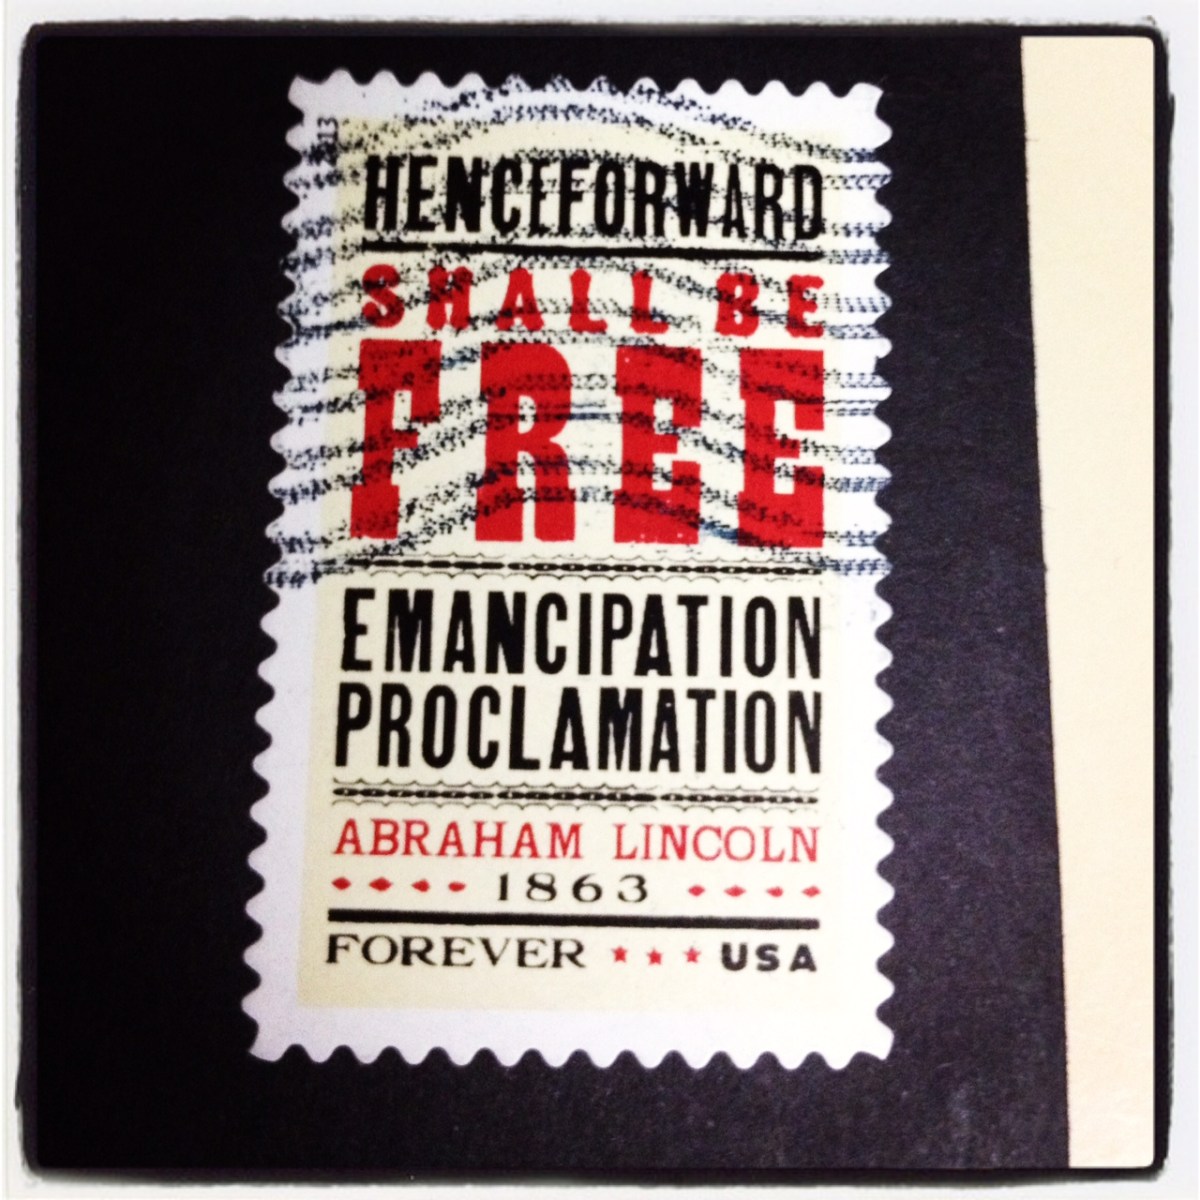 HENCEFORWARD
SHALL BE
FREE
EMANCIPATION
PROCLAMATION
ABRAHAM LINCOLN
1863
FOREVER USA